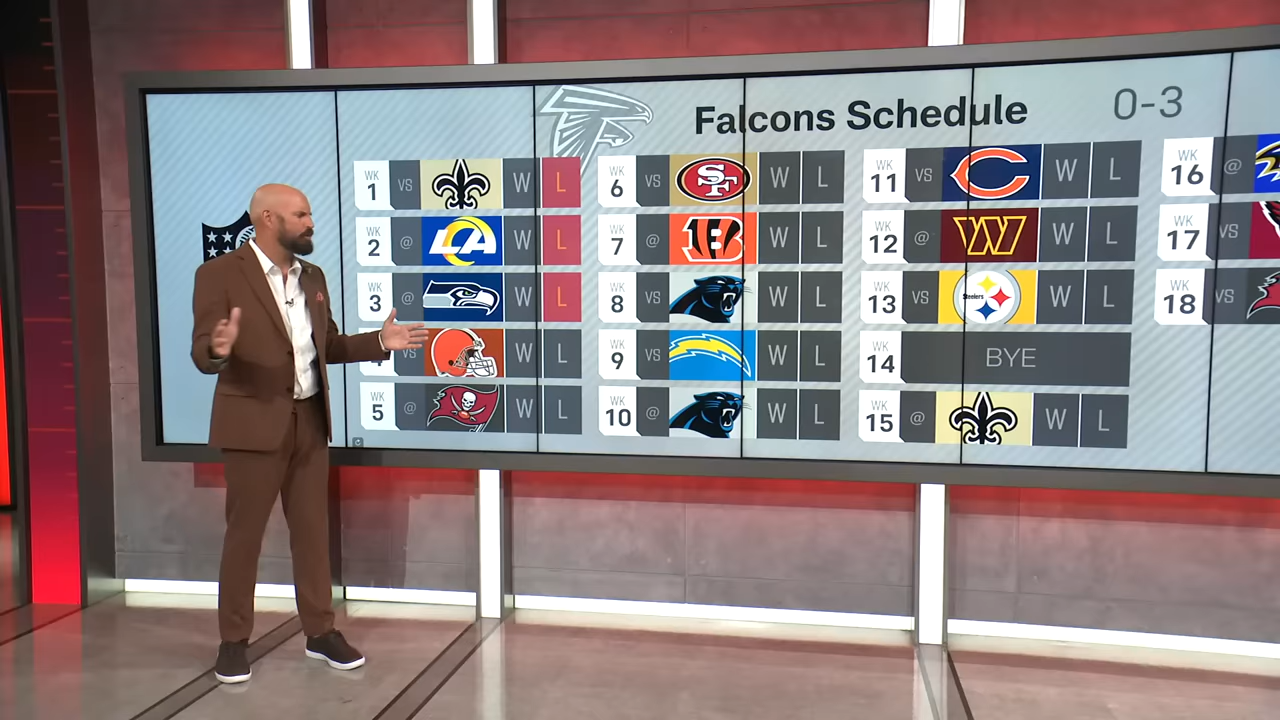 Falcons Schedule 0-3
WK 1 VS W L
WK 2 @ LA W L
WK 3 @ W L
VS W L
WK 5 @ W L
WK 6 VS SF W L
WK 7 @ W L
WK 8 VS W L
WK 9 VS W L
WK 10 @ W L
WK 11 VS W L
WK 12 @ W W L
WK 13 VS Steelers W L
WK 14 BYE
WK 15 @ W L
WK 16 @
WK 17 VS
WK 18 VS